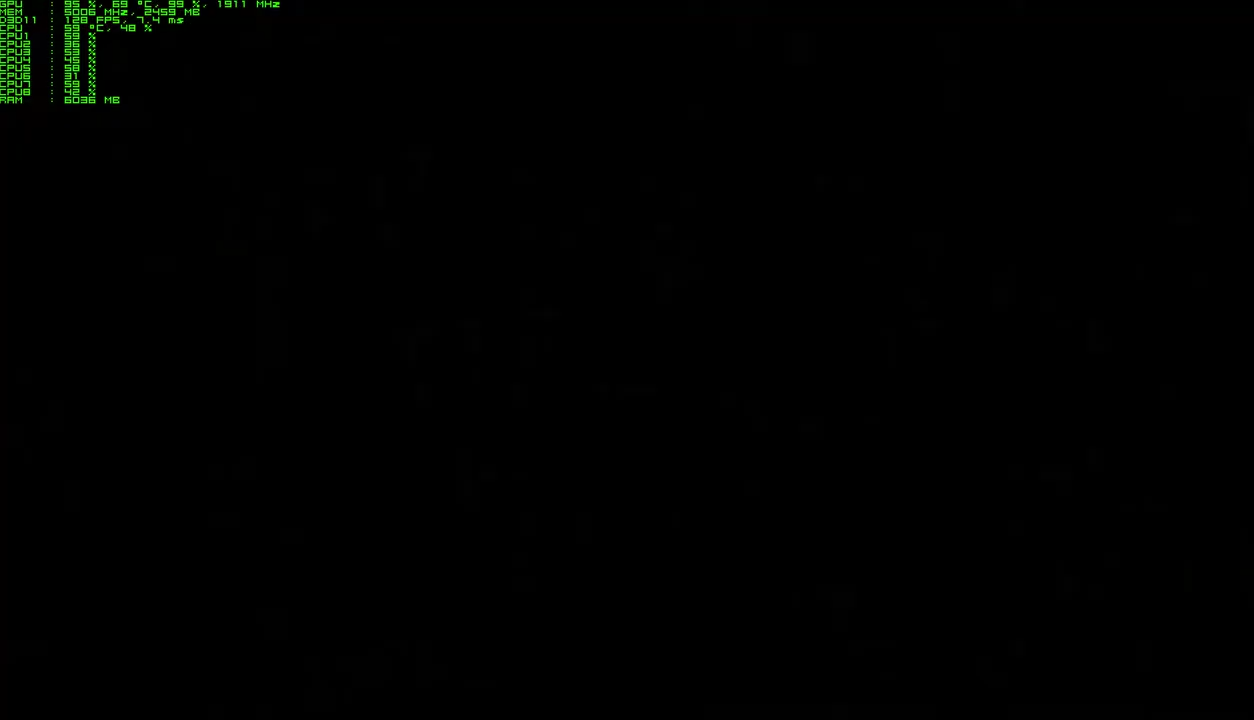 GPU : 95 %, 69 °C, 99 %, 1911 MHz
MEM : 5006 MHz, 2459 MB
D3D11 : 128 FPS, 7.4 ms
CPU : 59 °C, 48 %
CPU1 : 59 %
CPU2 : 36 %
CPU3 : 53 %
CPU4 : 45 %
CPU5 : 58 %
CPU6 : 31 %
CPU7 : 59 %
CPU8 : 42 %
RAM : 6036 MB